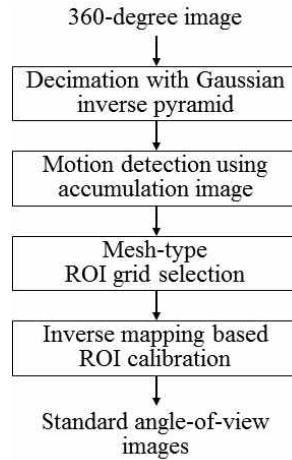 360-degree image
Decimation with Gaussian
inverse pyramid
Motion detection using
accumulation image
Mesh-type
ROI grid selection
Inverse mapping based
ROI calibration
Standard angle-of-view
images